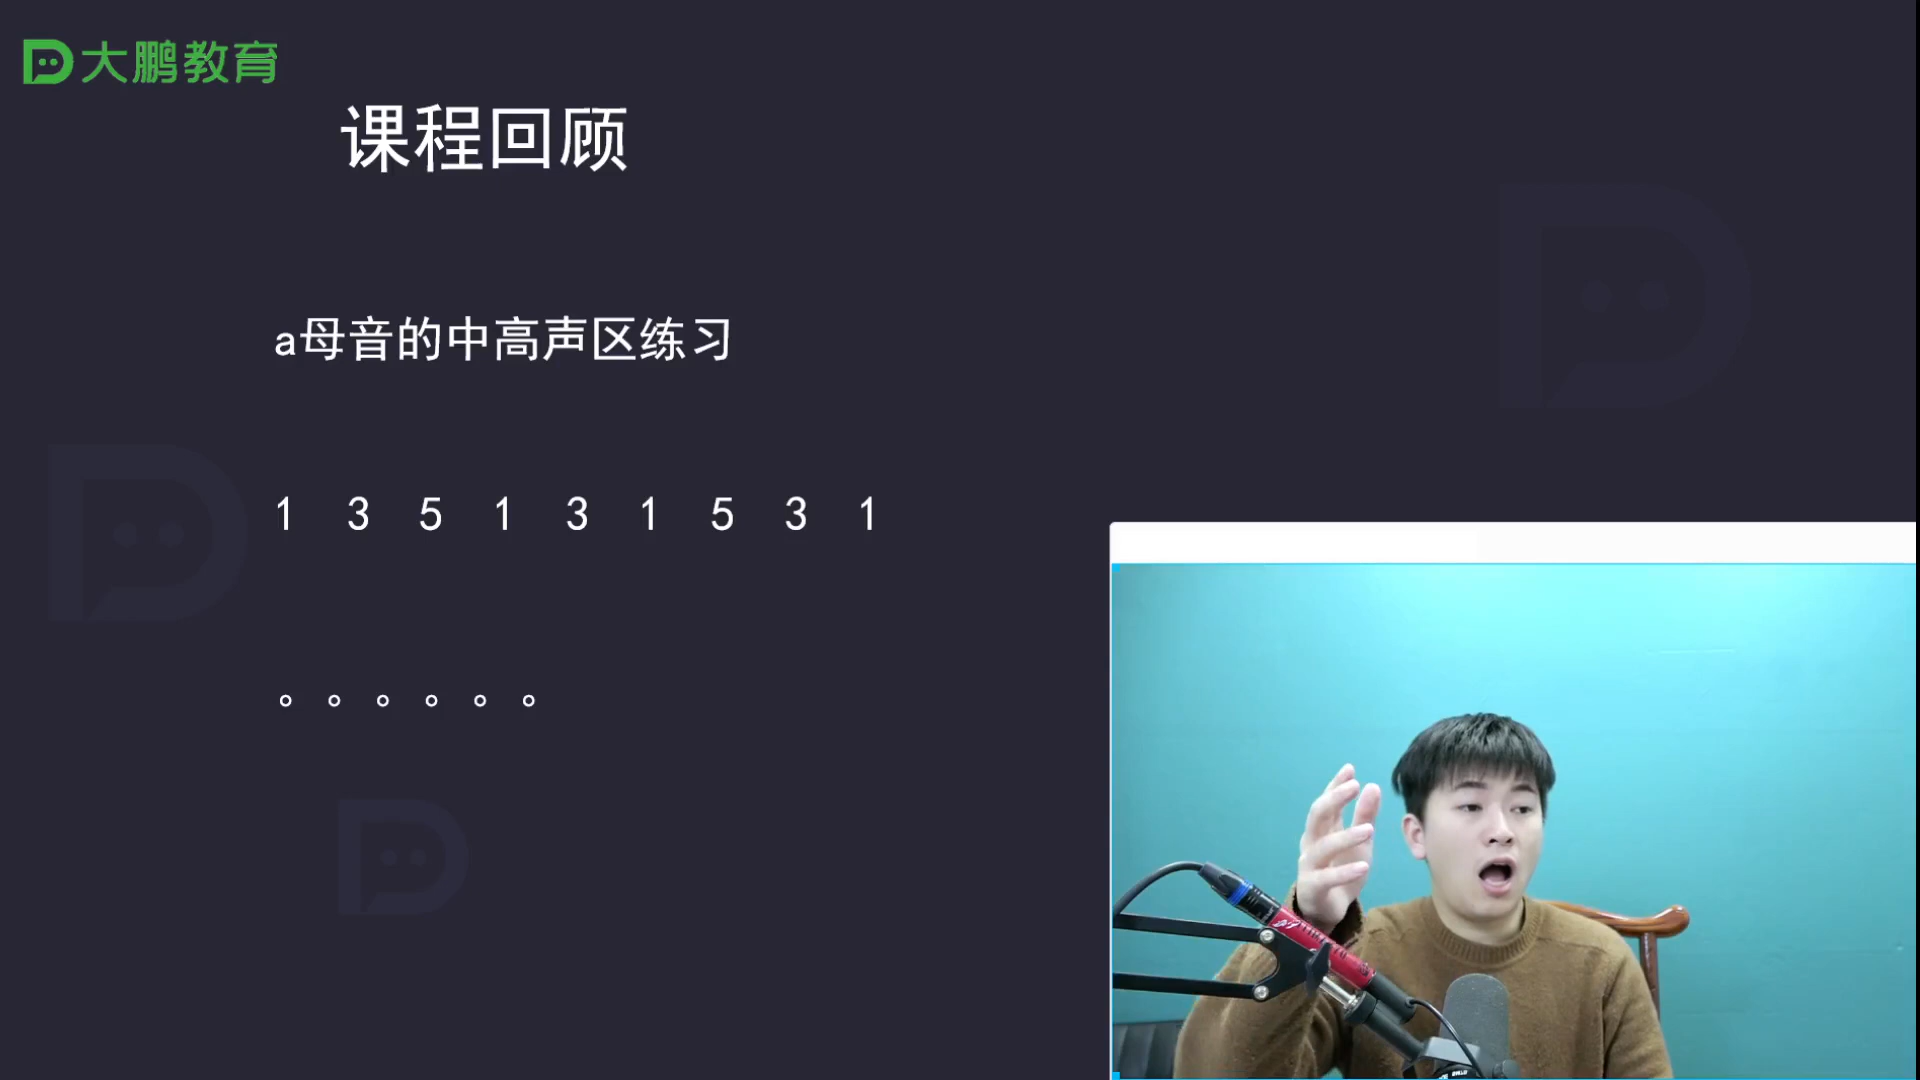 大鹏教育
课程回顾
a母音的中高声区练习
1 3 5 1 3 1 5 3 1
。。。。。。